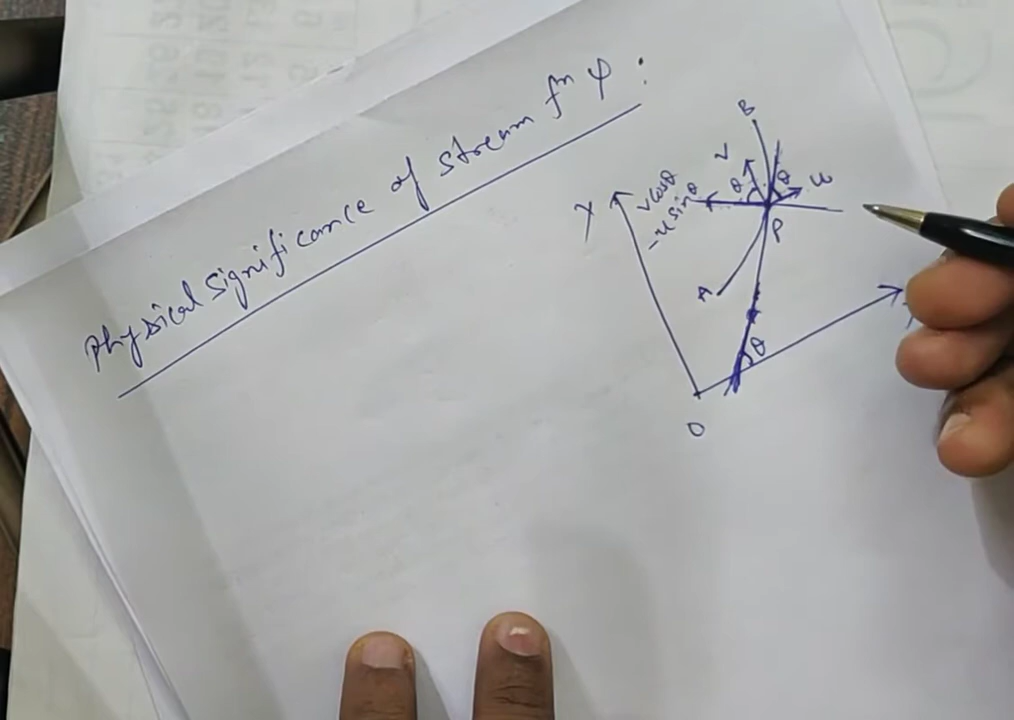 Physical significance of stream fn ψ :
B
v
θ
θ
u
Y
v cosθ
-u sinθ
P
A
θ
O